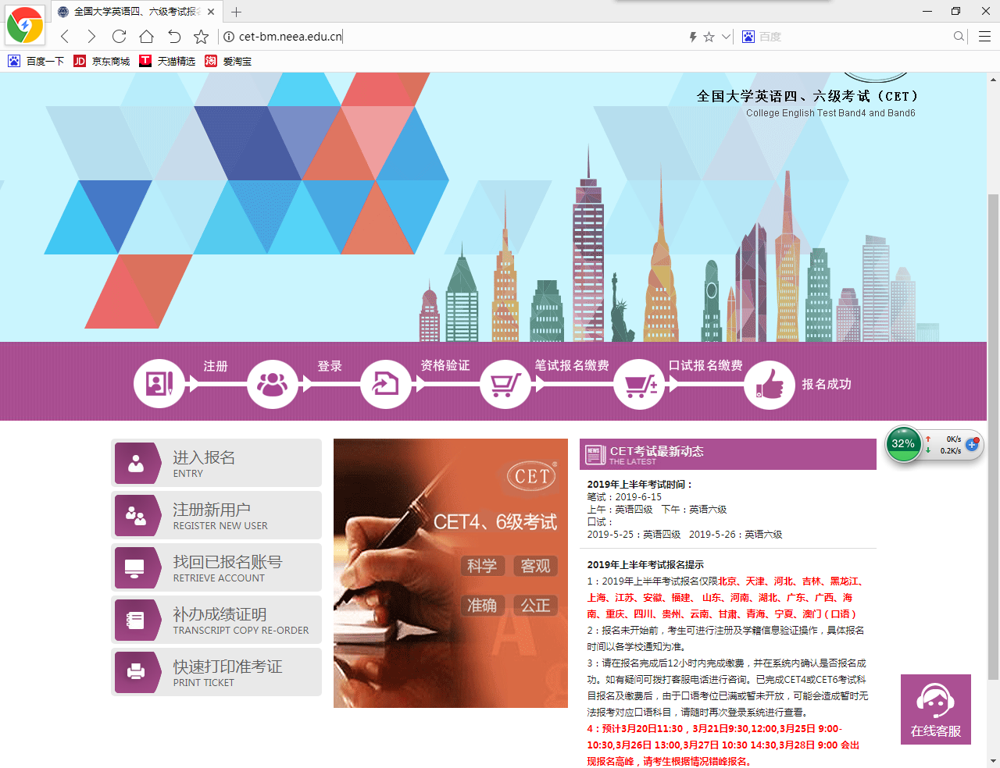 全国大学英语四、六级考试报名
cet-bm.neea.edu.cn
百度
百度一下
JD
京东商城
T
天猫精选
淘
爱淘宝
全国大学英语四、六级考试（CET）
College English Test Band4 and Band6
注册
登录
资格验证
笔试报名缴费
口试报名缴费
报名成功
进入报名
ENTRY
注册新用户
REGISTER NEW USER
找回已报名账号
RETRIEVE ACCOUNT
补办成绩证明
TRANSCRIPT COPY RE-ORDER
快速打印准考证
PRINT TICKET
CET®
CET4、6级考试
科学 客观
准确 公正
NEWS
CET考试最新动态
THE LATEST
2019年上半年考试时间：
笔试：2019-6-15
上午：英语四级 下午：英语六级
口试：
2019-5-25：英语四级 2019-5-26：英语六级
2019年上半年考试报名提示
1：2019年上半年考试报名仅限北京、天津、河北、吉林、黑龙江、
上海、江苏、安徽、福建、 山东、河南、湖北、广东、广西、海
南、重庆、四川、贵州、云南、甘肃、青海、宁夏、澳门（口语）
2：报名未开始前，考生可进行注册及学籍信息验证操作，具体报名
时间以各学校通知为准。
3：请在报名完成后12小时内完成缴费，并在系统内确认是否报名成
功。如有疑问可拨打客服电话进行咨询。已完成CET4或CET6考试科
目报名及缴费后，由于口语考位已满或暂未开放，可能会造成暂时无
法报考对应口语科目，请随时再次登录系统进行查看。
4：预计3月20日11:30，3月21日9:30,12:00,3月25日 9:00-
10:30,3月26日 13:00,3月27日 10:30 14:30,3月28日 9:00 会出
现报名高峰，请考生根据情况错峰报名。
32%
0K/s
0.2K/s
在线客服